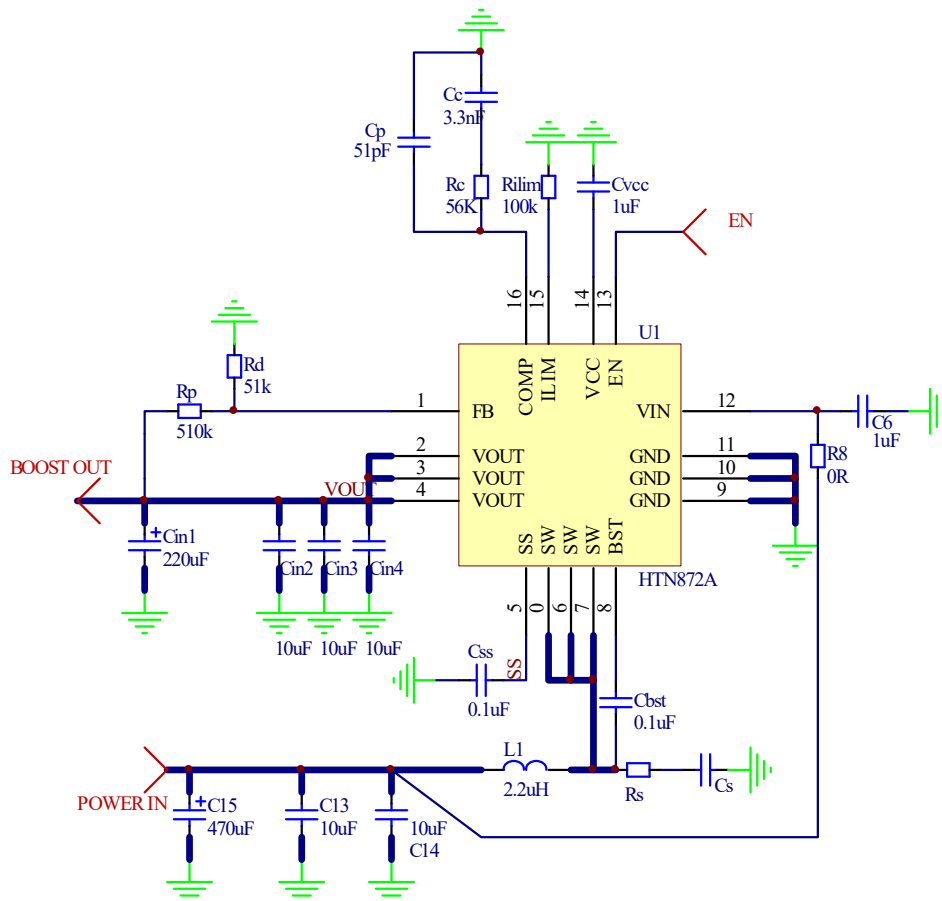 Cc
3.3nF
Cp
51pF
Rc
56K
Rilim
100k
Cvcc
1uF
EN
16
15
14
13
U1
COMP
ILIM
VCC
EN
Rd
51k
Rp
510k
1
FB
VIN
12
C6
1uF
R8
0R
BOOST OUT
VOUT
2
VOUT
3
VOUT
4
VOUT
GND
11
GND
10
GND
9
Cin1
220uF
Cin2
Cin3
Cin4
10uF
10uF
10uF
SS
SW
SW
SW
BST
HTN872A
5
0
6
7
8
Css
0.1uF
SS
Cbst
0.1uF
L1
2.2uH
Rs
Cs
POWER IN
C15
470uF
C13
10uF
10uF
C14